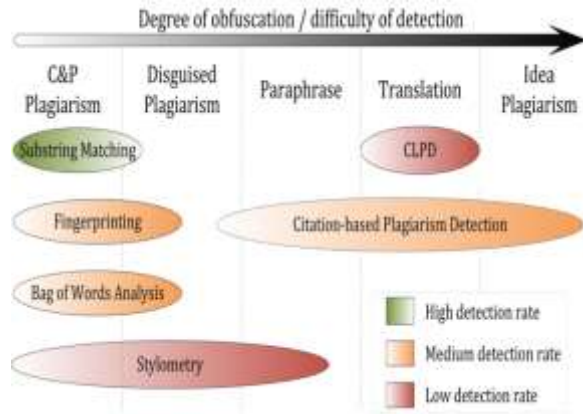 Degree of obfuscation / difficulty of detection
C&P
Plagiarism
Disguised
Plagiarism
Paraphrase
Translation
Idea
Plagiarism
Substring Matching
CLPD
Fingerprinting
Citation-based Plagiarism Detection
Bag of Words Analysis
Stylometry
High detection rate
Medium detection rate
Low detection rate